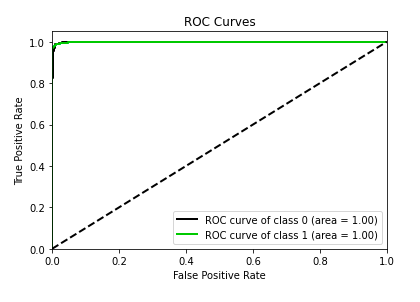 ROC Curves
True Positive Rate
1.0
0.8
0.6
0.4
0.2
0.0
ROC curve of class 0 (area = 1.00)
ROC curve of class 1 (area = 1.00)
0.0 0.2 0.4 0.6 0.8 1.0
False Positive Rate